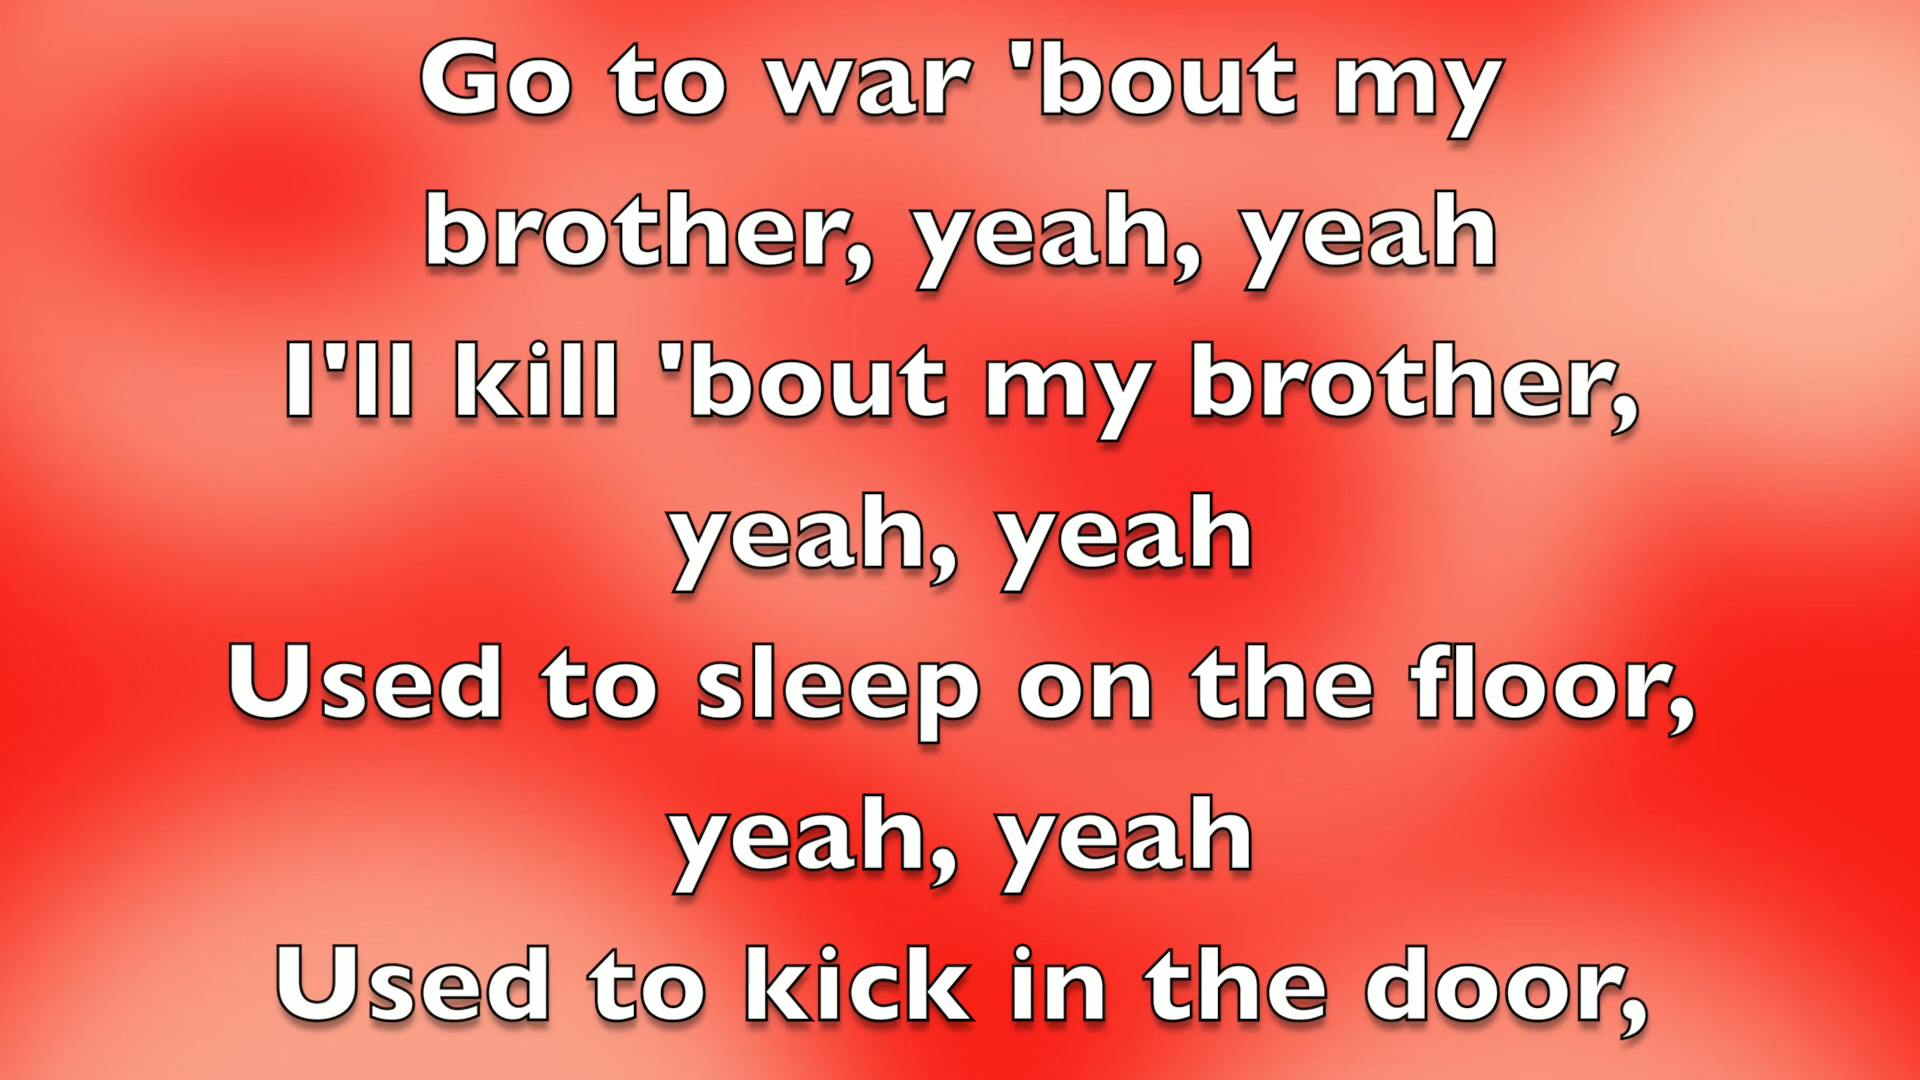 Go to war 'bout my
brother, yeah, yeah
I'll kill 'bout my brother,
yeah, yeah
Used to sleep on the floor,
yeah, yeah
Used to kick in the door,